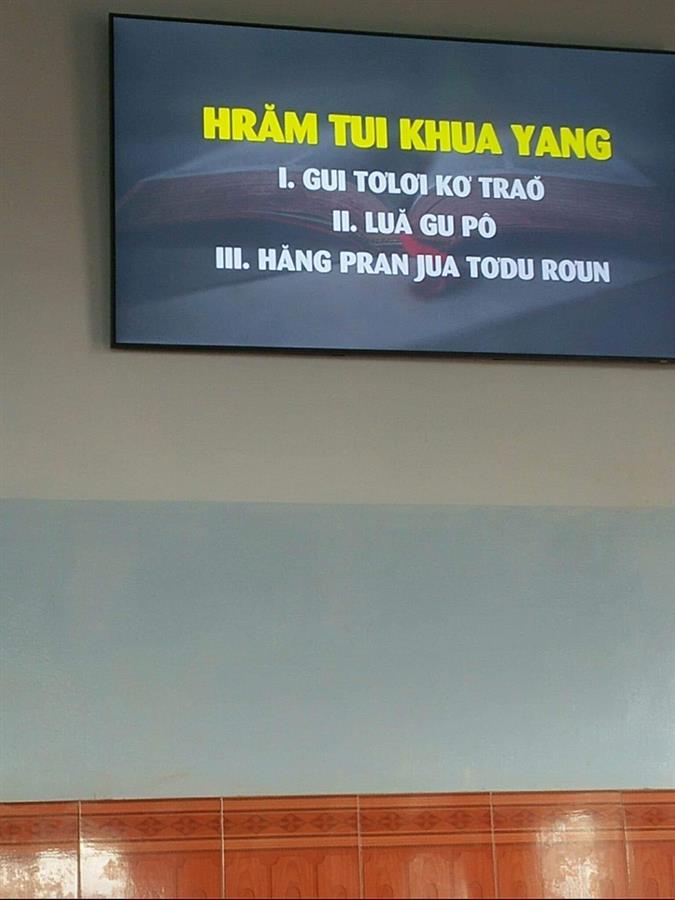 HRĂM TUI KHUA YANG
I. GUI TƠLƠI KƠ TRAŎ
II. LUĂ GU PÔ
III. HĂNG PRAN JUA TƠDU RƠUN